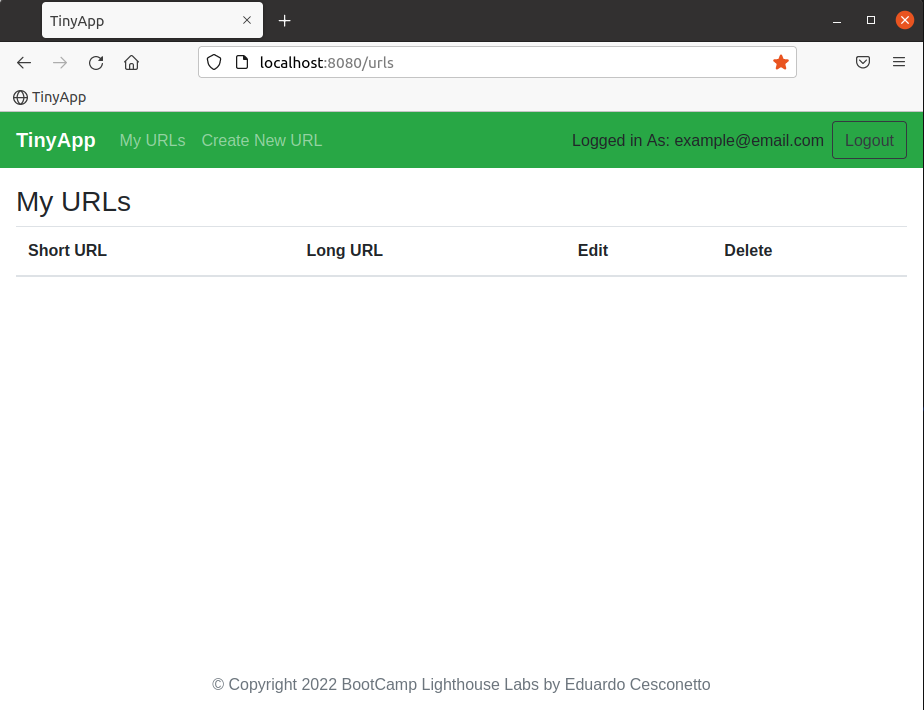 TinyApp
localhost:8080/urls
TinyApp
TinyApp My URLs Create New URL Logged in As: example@email.com Logout
My URLs
Short URL Long URL Edit Delete
© Copyright 2022 BootCamp Lighthouse Labs by Eduardo Cesconetto